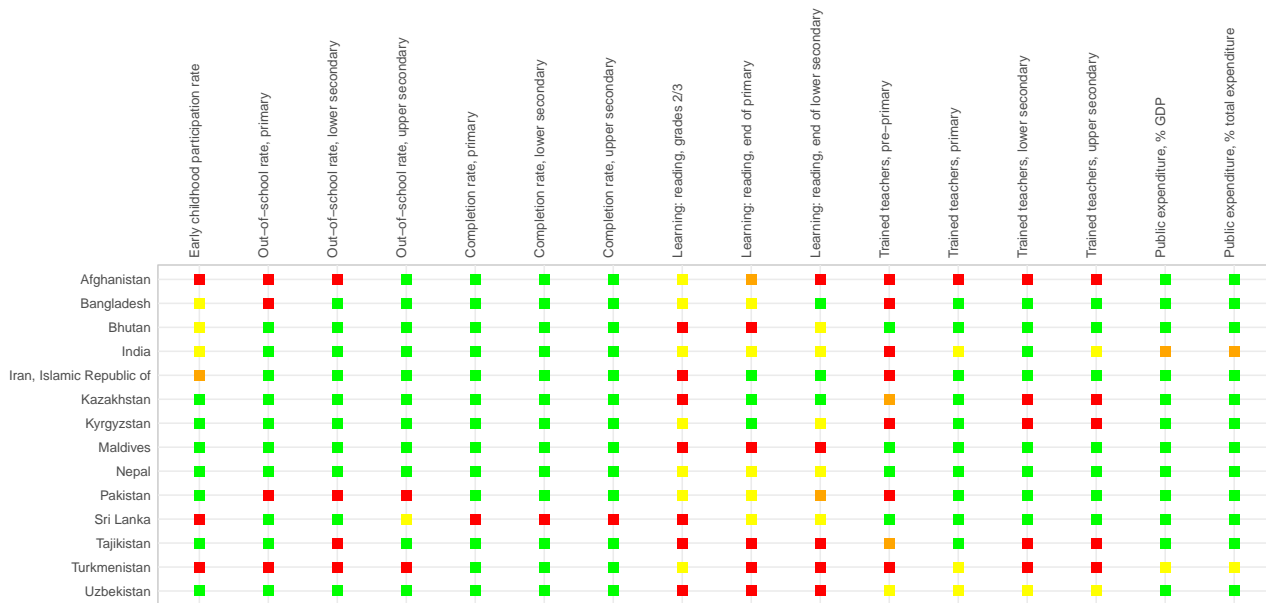 Early childhood participation rate
Out−of−school rate, primary
Out−of−school rate, lower secondary
Out−of−school rate, upper secondary
Completion rate, primary
Completion rate, lower secondary
Completion rate, upper secondary
Learning: reading, grades 2/3
Learning: reading, end of primary
Learning: reading, end of lower secondary
Trained teachers, pre−primary
Trained teachers, primary
Trained teachers, lower secondary
Trained teachers, upper secondary
Public expenditure, % GDP
Public expenditure, % total expenditure
Afghanistan
Bangladesh
Bhutan
India
Iran, Islamic Republic of
Kazakhstan
Kyrgyzstan
Maldives
Nepal
Pakistan
Sri Lanka
Tajikistan
Turkmenistan
Uzbekistan